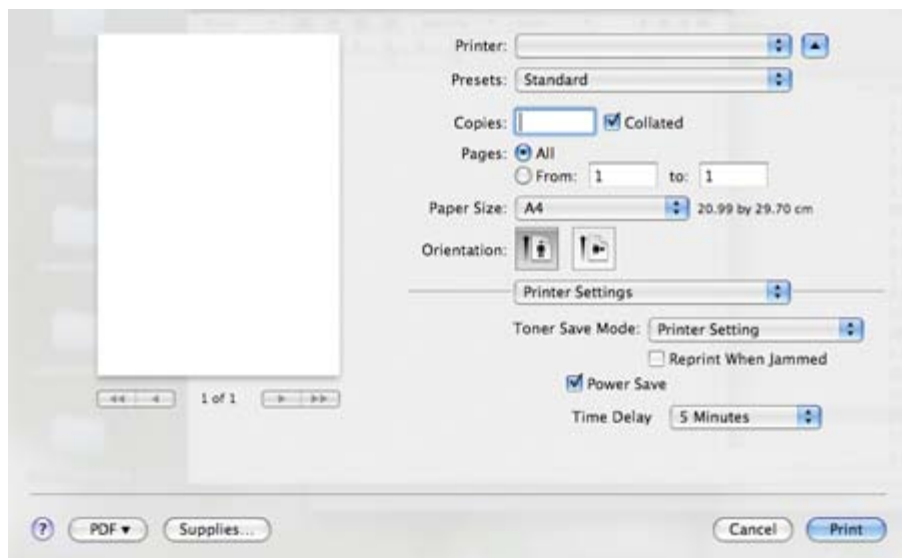 Printer:
Presets: Standard
Copies: Collated
Pages: All
From: 1 to: 1
Paper Size: A4 20.99 by 29.70 cm
Orientation:
Printer Settings
Toner Save Mode: Printer Setting
Reprint When Jammed
Power Save
Time Delay 5 Minutes
1 of 1
? PDF Supplies... Cancel Print